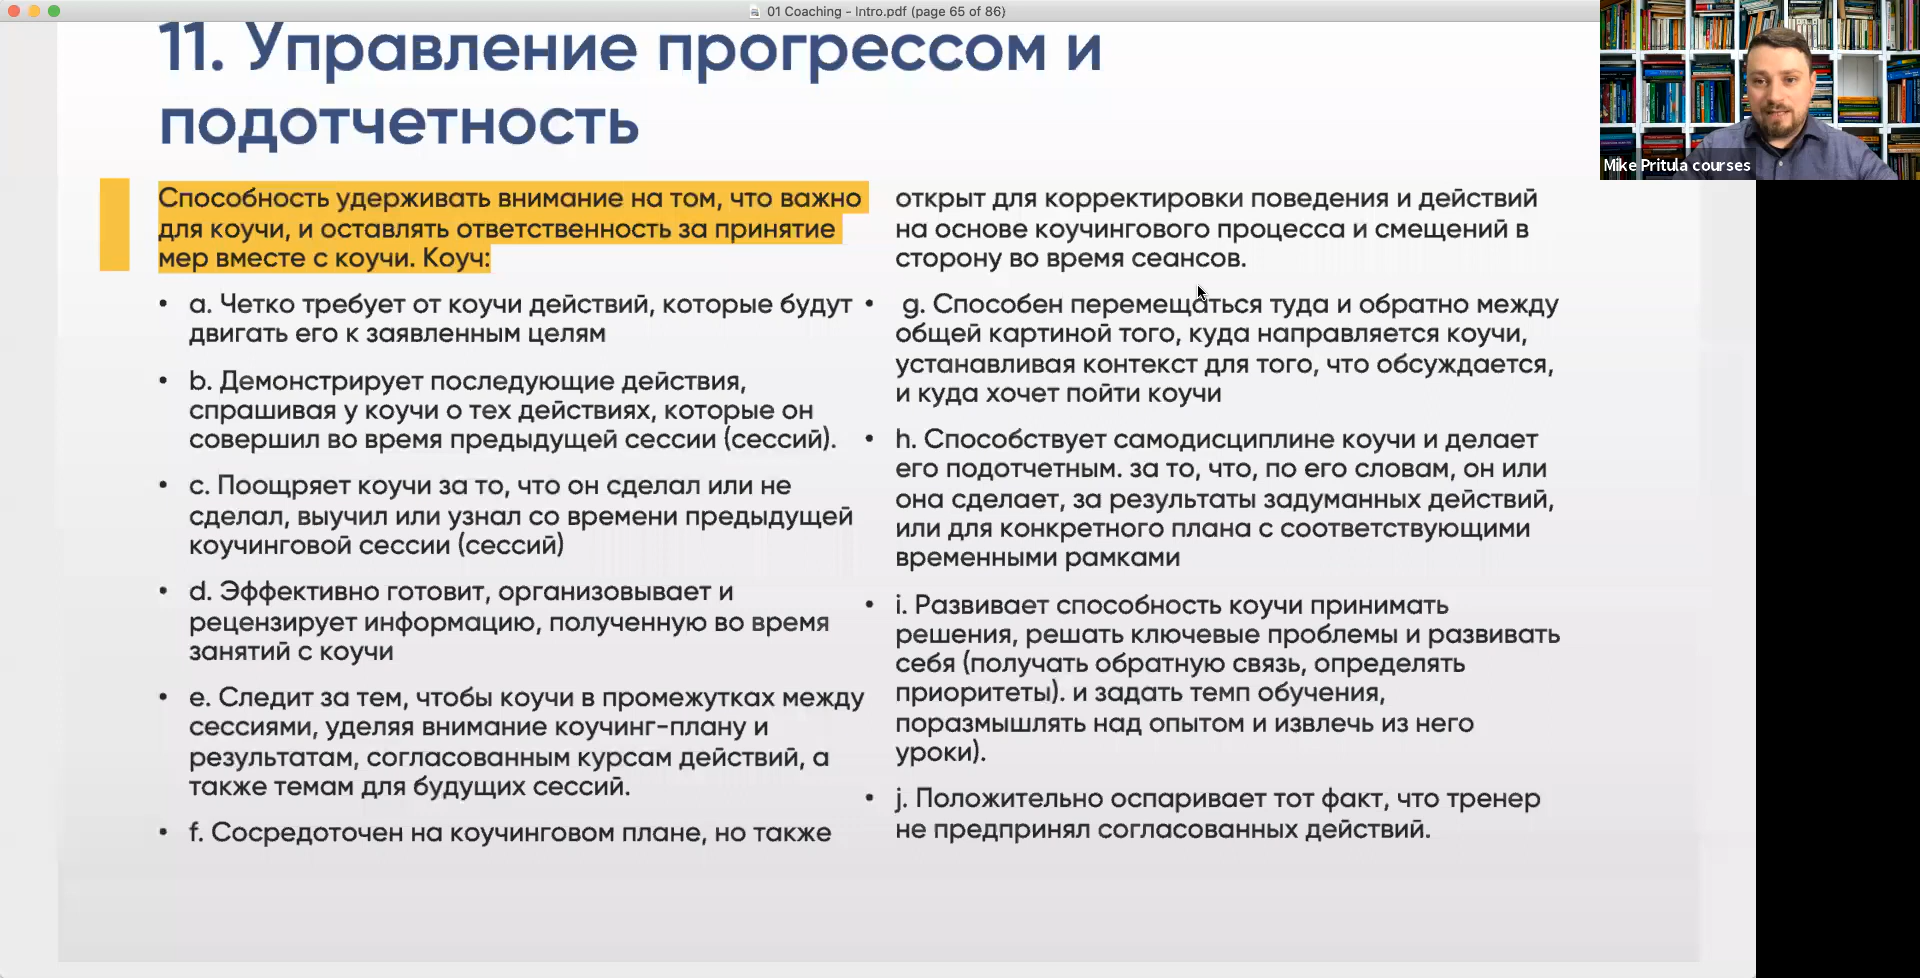 01 Coaching - Intro.pdf (page 65 of 86)
11. Управление прогрессом и
подотчетность
Способность удерживать внимание на том, что важно
для коучи, и оставлять ответственность за принятие
мер вместе с коучи. Коуч:
• a. Четко требует от коучи действий, которые будут
двигать его к заявленным целям
• b. Демонстрирует последующие действия,
спрашивая у коучи о тех действиях, которые он
совершил во время предыдущей сессии (сессий).
• c. Поощряет коучи за то, что он сделал или не
сделал, выучил или узнал со времени предыдущей
коучинговой сессии (сессий)
• d. Эффективно готовит, организовывает и
рецензирует информацию, полученную во время
занятий с коучи
• e. Следит за тем, чтобы коучи в промежутках между
сессиями, уделяя внимание коучинг-плану и
результатам, согласованным курсам действий, а
также темам для будущих сессий.
• f. Сосредоточен на коучинговом плане, но также
открыт для корректировки поведения и действий
на основе коучингового процесса и смещений в
сторону во время сеансов.
• g. Способен перемещаться туда и обратно между
общей картиной того, куда направляется коучи,
устанавливая контекст для того, что обсуждается,
и куда хочет пойти коучи
• h. Способствует самодисциплине коучи и делает
его подотчетным. за то, что, по его словам, он или
она сделает, за результаты задуманных действий,
или для конкретного плана с соответствующими
временными рамками
• i. Развивает способность коучи принимать
решения, решать ключевые проблемы и развивать
себя (получать обратную связь, определять
приоритеты). и задать темп обучения,
поразмышлять над опытом и извлечь из него
уроки).
• j. Положительно оспаривает тот факт, что тренер
не предпринял согласованных действий.
Mike Pritula courses